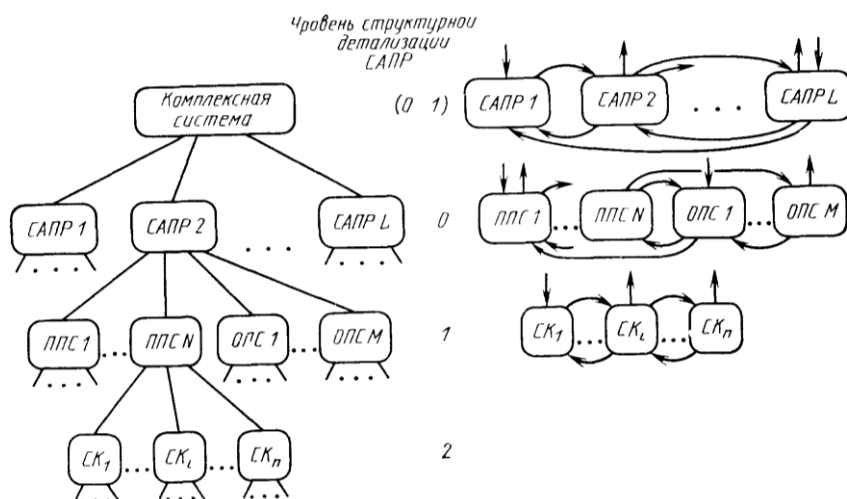 Уровень структурной
детализации
САПР
Комплексная
система
(0 1)
САПР 1
САПР 2
. . .
САПР L
САПР 1
САПР 2
. . .
САПР L
0
ППС 1
...
ППС N
ОПС 1
...
ОПС М
ППС 1
...
ППС N
ОПС 1
...
ОПС М
1
СК1
...
СКi
...
СКn
СК1
...
СКi
...
СКn
2